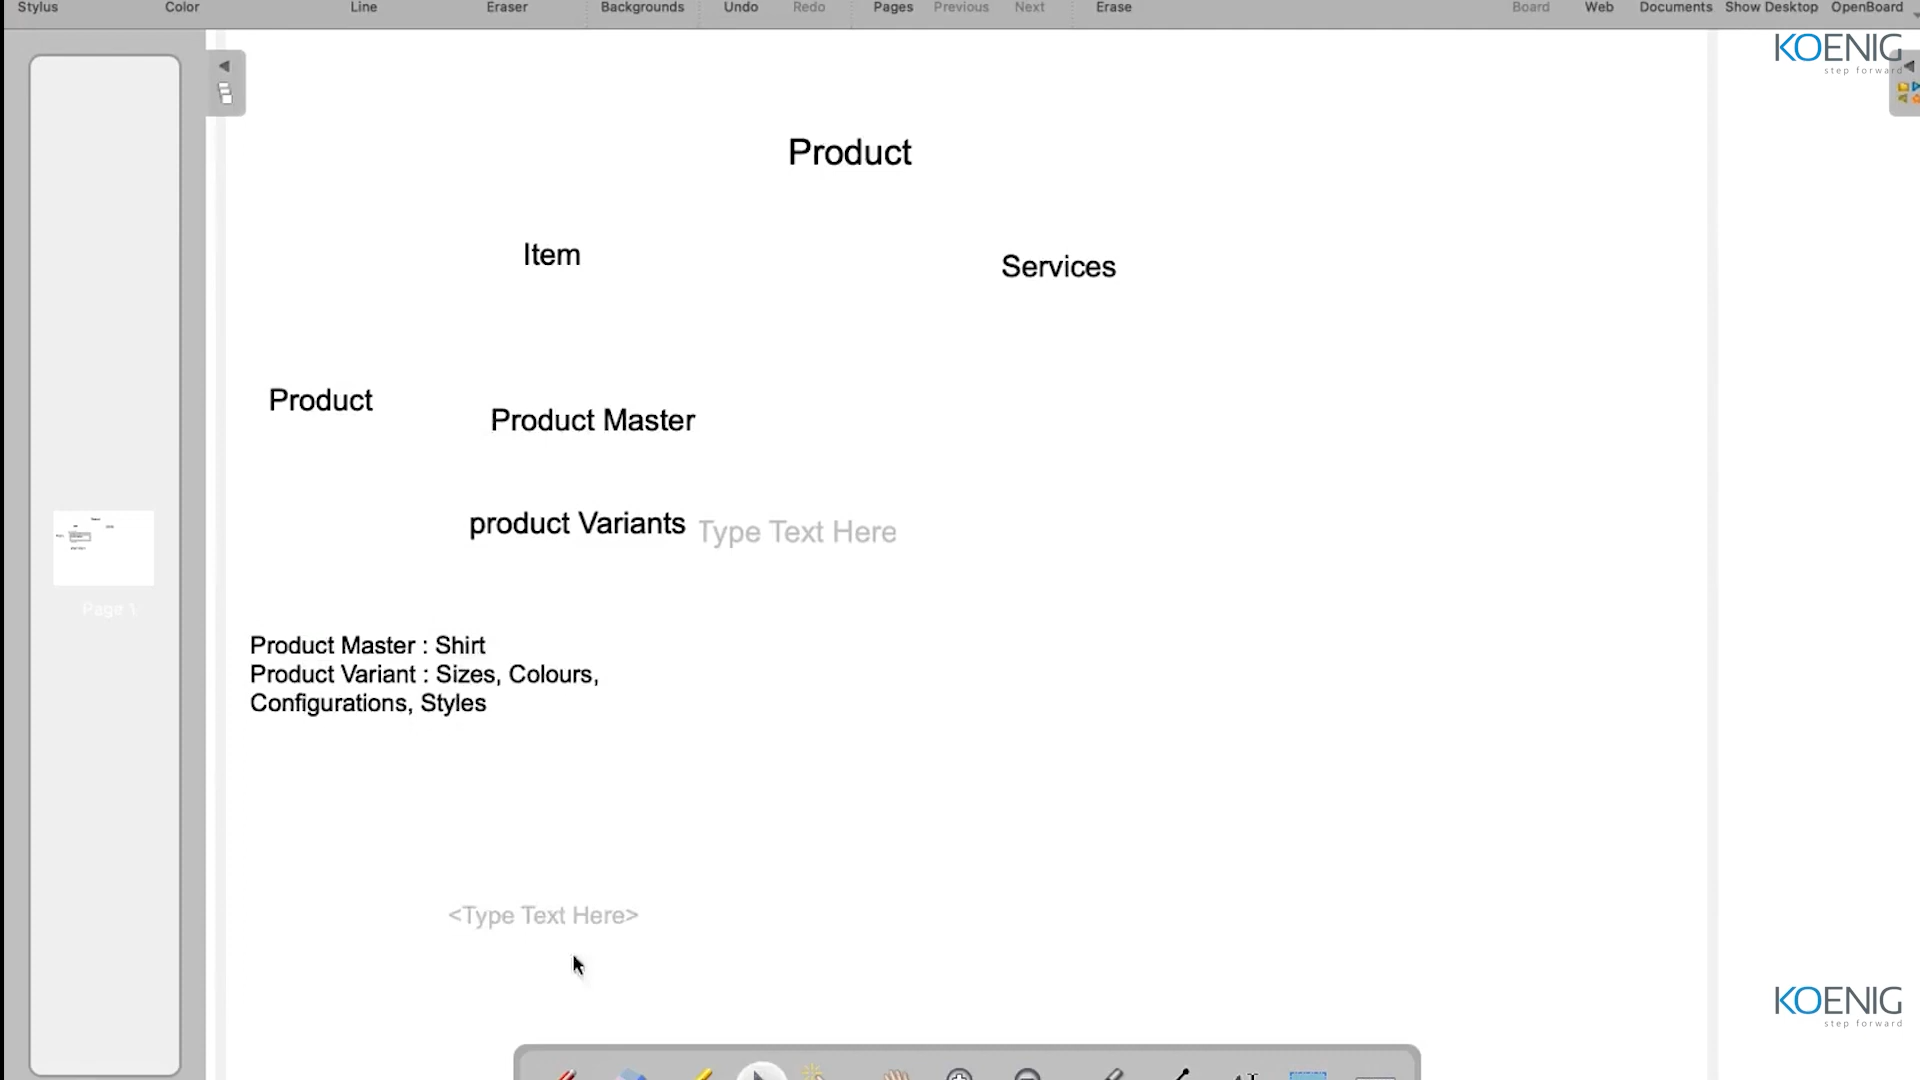 Stylus Color Line Eraser Backgrounds Undo Redo Pages Previous Next Erase Board Web Documents Show Desktop OpenBoard
KOENIG
step forward
Product
Item
Services
Product
Product Master
product Variants
Type Text Here
Page 1
Product Master : Shirt
Product Variant : Sizes, Colours,
Configurations, Styles
<Type Text Here>
KOENIG
step forward